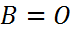 B = O